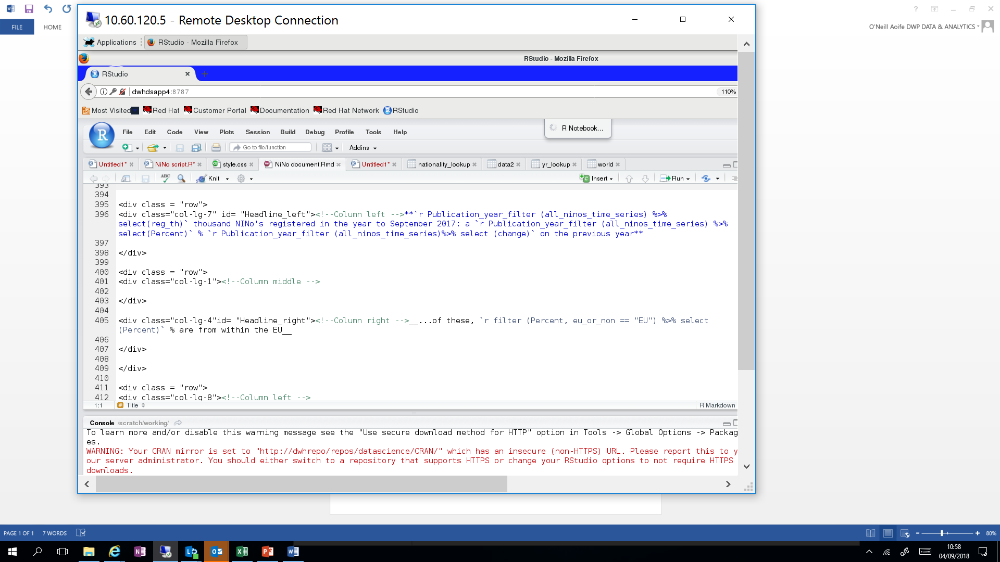 FILE
HOME
?
O'Neill Aoife DWP DATA & ANALYTICS
10.60.120.5 - Remote Desktop Connection
Applications
RStudio - Mozilla Firefox
RStudio - Mozilla Firefox
RStudio
dwhdsapp4:8787
110%
Most Visited
Red Hat
Customer Portal
Documentation
Red Hat Network
RStudio
R Notebook...
File Edit Code View Plots Session Build Debug Profile Tools Help
Go to file/function
Addins
Untitled1*
NiNo script.R*
style.css
NiNo document.Rmd
Untitled1*
nationality_lookup
data2
yr_lookup
world
ABC
Knit
Insert
Run
393
394
395 <div class = "row">
396 <div class="col-lg-7" id= "Headline_left"><!--Column left -->**`r Publication_year_filter (all_ninos_time_series) %>%
select(reg_th)` thousand NINo's registered in the year to September 2017: a `r Publication_year_filter (all_ninos_time_series) %>%
select(Percent)` % `r Publication_year_filter (all_ninos_time_series)%>% select (change)` on the previous year**
397
398 </div>
399
400 <div class = "row">
401 <div class="col-lg-1"><!--Column middle -->
402
403 </div>
404
405 <div class="col-lg-4"id= "Headline_right"><!--Column right -->__...of these, `r filter (Percent, eu_or_non == "EU") %>% select
(Percent)` % are from within the EU__
406
407 </div>
408
409 </div>
410
411 <div class = "row">
412 <div class="col-lg-8"><!--Column left -->
1:1
Title
R Markdown
Console /scratch/working/
To learn more and/or disable this warning message see the "Use secure download method for HTTP" option in Tools -> Global Options -> Packag
es.
WARNING: Your CRAN mirror is set to "http://dwhrepo/repos/datascience/CRAN/" which has an insecure (non-HTTPS) URL. Please report this to y
our server administrator. You should either switch to a repository that supports HTTPS or change your RStudio options to not require HTTPS
downloads.
PAGE 1 OF 1
7 WORDS
80%
10:58
04/09/2018